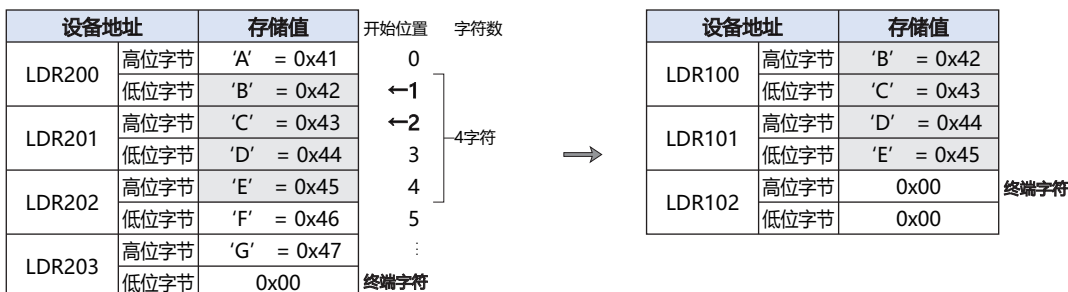 设备地址 存储值 开始位置 字符数
LDR200 高位字节 ‘A’ = 0x41 0
低位字节 ‘B’ = 0x42 ←1
LDR201 高位字节 ‘C’ = 0x43 ←2
4字符
低位字节 ‘D’ = 0x44 3
LDR202 高位字节 ‘E’ = 0x45 4
低位字节 ‘F’ = 0x46 5
LDR203 高位字节 ‘G’ = 0x47 ⋮
低位字节 0x00 终端字符
设备地址 存储值
LDR100 高位字节 ‘B’ = 0x42
低位字节 ‘C’ = 0x43
LDR101 高位字节 ‘D’ = 0x44
低位字节 ‘E’ = 0x45
LDR102 高位字节 0x00 终端字符
低位字节 0x00